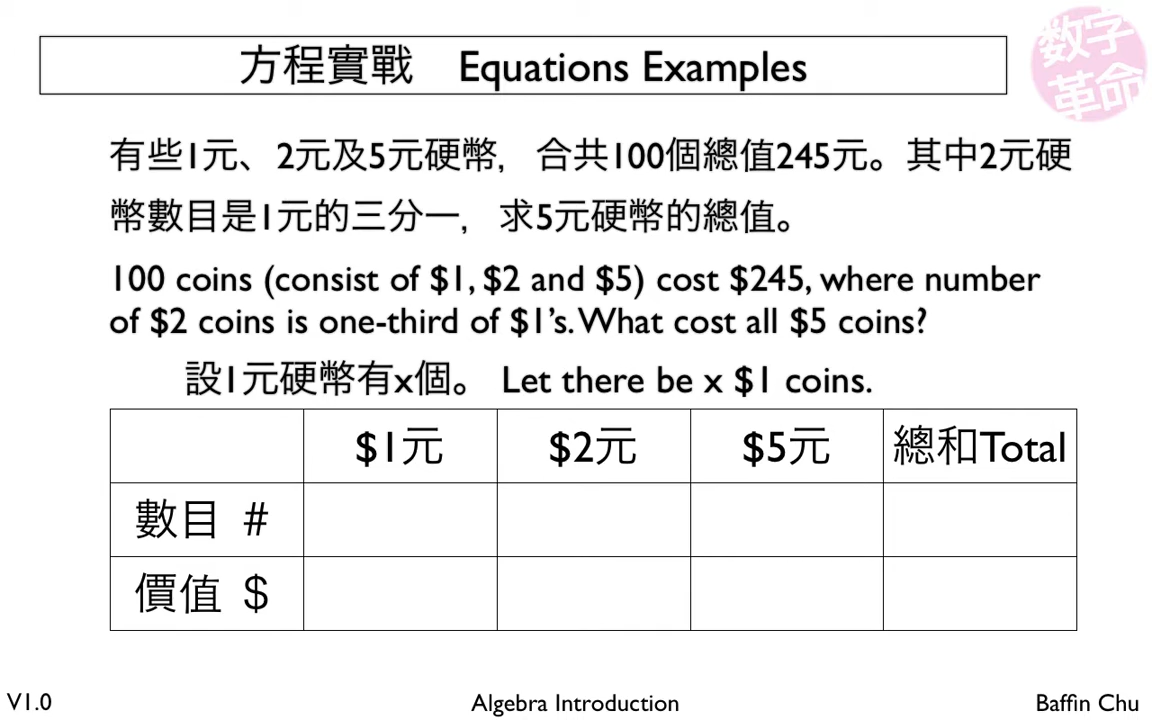 方程實戰 Equations Examples
数字
革命
有些1元、2元及5元硬幣，合共100個總值245元。其中2元硬
幣數目是1元的三分一，求5元硬幣的總值。
100 coins (consist of $1, $2 and $5) cost $245, where number
of $2 coins is one-third of $1's. What cost all $5 coins?
設1元硬幣有x個。 Let there be x $1 coins.
$1元 $2元 $5元 總和Total
數目 #
價值 $
V1.0 Algebra Introduction Baffin Chu